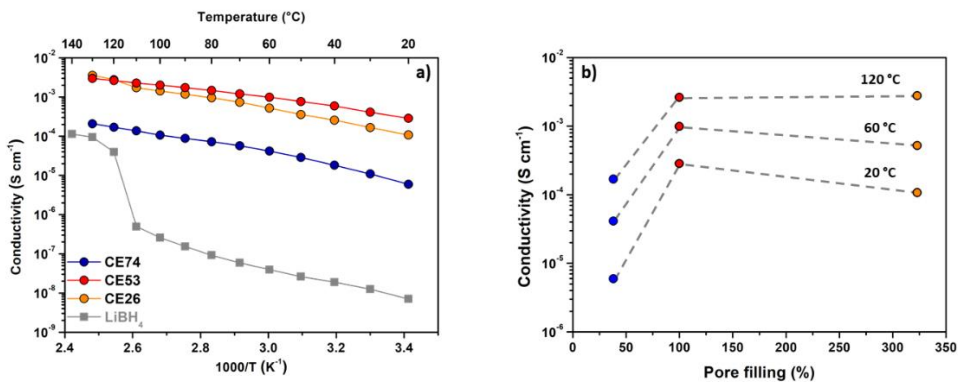 Temperature (°C)
140 120 100 80 60 40 20
10⁻²
10⁻³
10⁻⁴
10⁻⁵
10⁻⁶
10⁻⁷
10⁻⁸
10⁻⁹
Conductivity (S cm⁻¹)
a)
CE74
CE53
CE26
LiBH₄
2.4 2.6 2.8 3.0 3.2 3.4
1000/T (K⁻¹)
10⁻²
10⁻³
10⁻⁴
10⁻⁵
10⁻⁶
Conductivity (S cm⁻¹)
b)
120 °C
60 °C
20 °C
0 50 100 150 200 250 300 350
Pore filling (%)